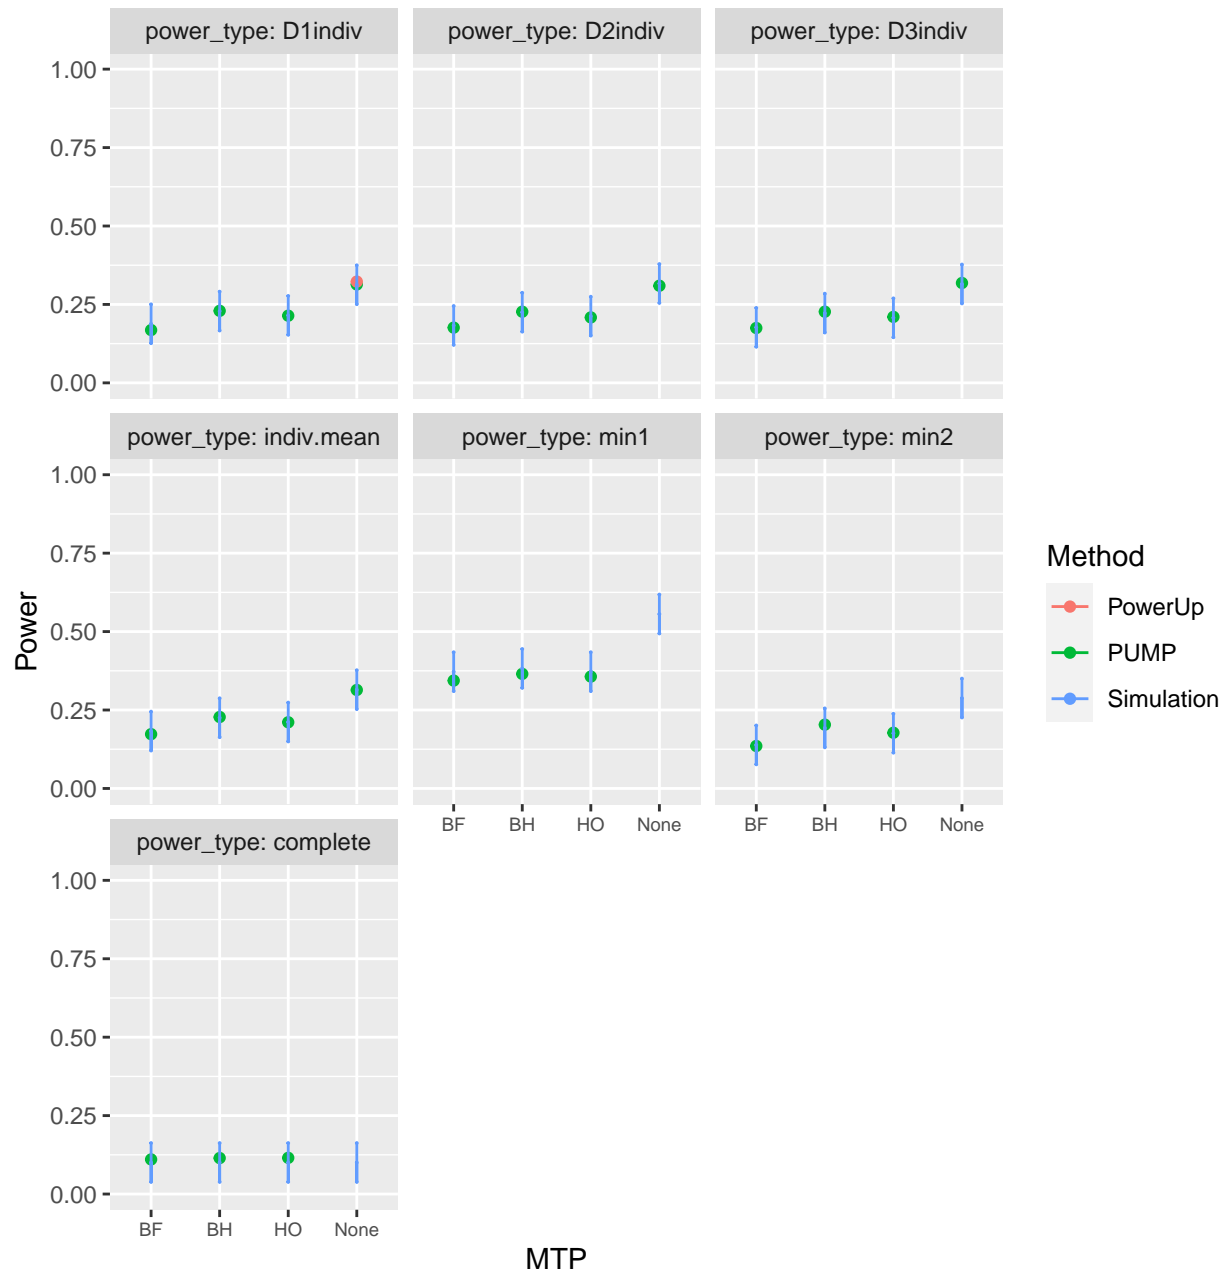 power_type: D1indiv
power_type: D2indiv
power_type: D3indiv
1.00
0.75
0.50
0.25
0.00
power_type: indiv.mean
power_type: min1
power_type: min2
1.00
0.75
0.50
0.25
0.00
BF BH HO None
BF BH HO None
power_type: complete
1.00
0.75
0.50
0.25
0.00
BF BH HO None
MTP
Power
Method
PowerUp
PUMP
Simulation